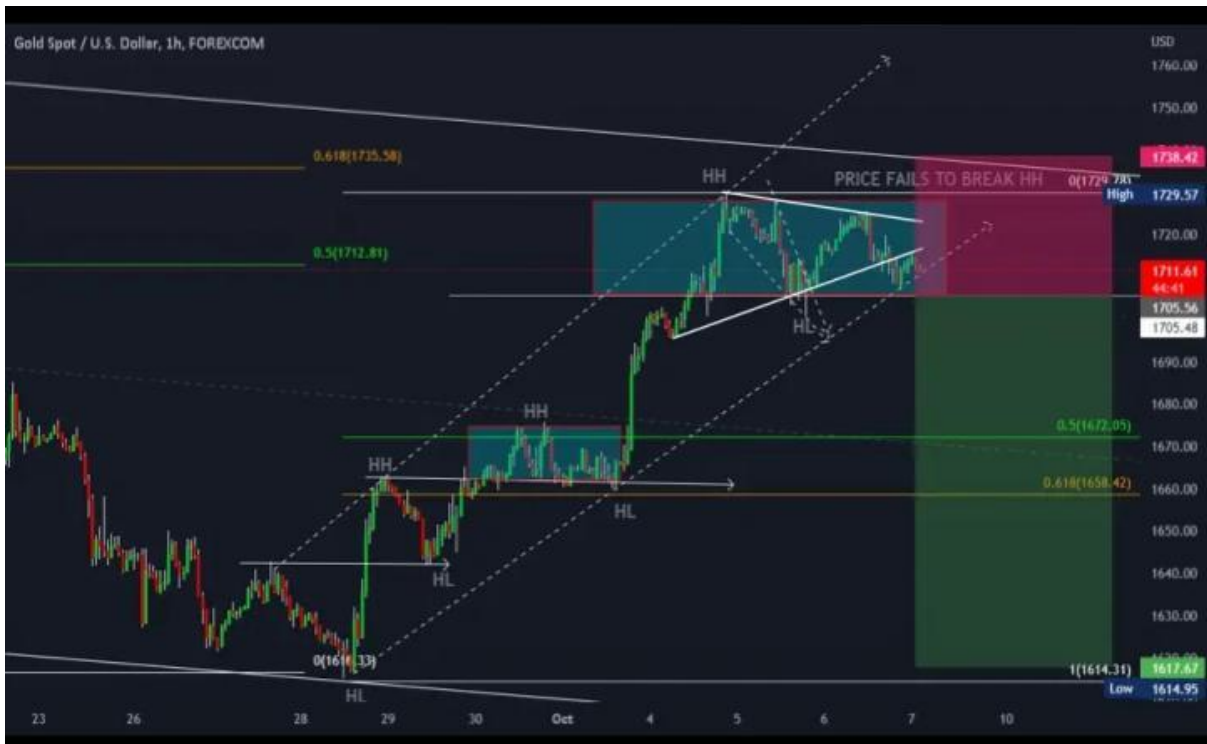 Gold Spot / U.S. Dollar, 1h, FOREXCOM
USD
1760.00
1750.00
1738.42
0.618(1735.58)
HH
PRICE FAILS TO BREAK HH
0(1729.78)
High 1729.57
1720.00
0.5(1712.81)
1711.61
44:41
1705.56
1705.48
HL
1690.00
1680.00
HH
0.5(1672.05)
1670.00
HH
1660.00
0.618(1658.42)
HL
1650.00
HL
1640.00
1630.00
1(1614.31)
1617.67
HL
Low 1614.95
23 26 28 29 30 Oct 4 5 6 7 10